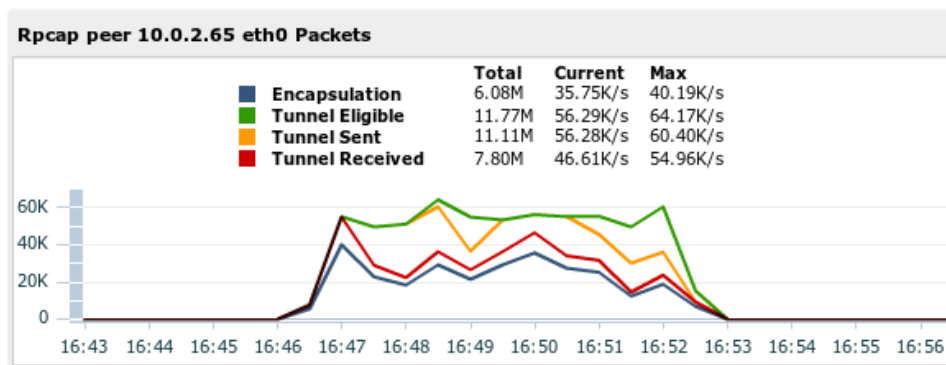 Rpcap peer 10.0.2.65 eth0 Packets
Total Current Max
Encapsulation 6.08M 35.75K/s 40.19K/s
Tunnel Eligible 11.77M 56.29K/s 64.17K/s
Tunnel Sent 11.11M 56.28K/s 60.40K/s
Tunnel Received 7.80M 46.61K/s 54.96K/s
60K
40K
20K
0
16:43 16:44 16:45 16:46 16:47 16:48 16:49 16:50 16:51 16:52 16:53 16:54 16:55 16:56